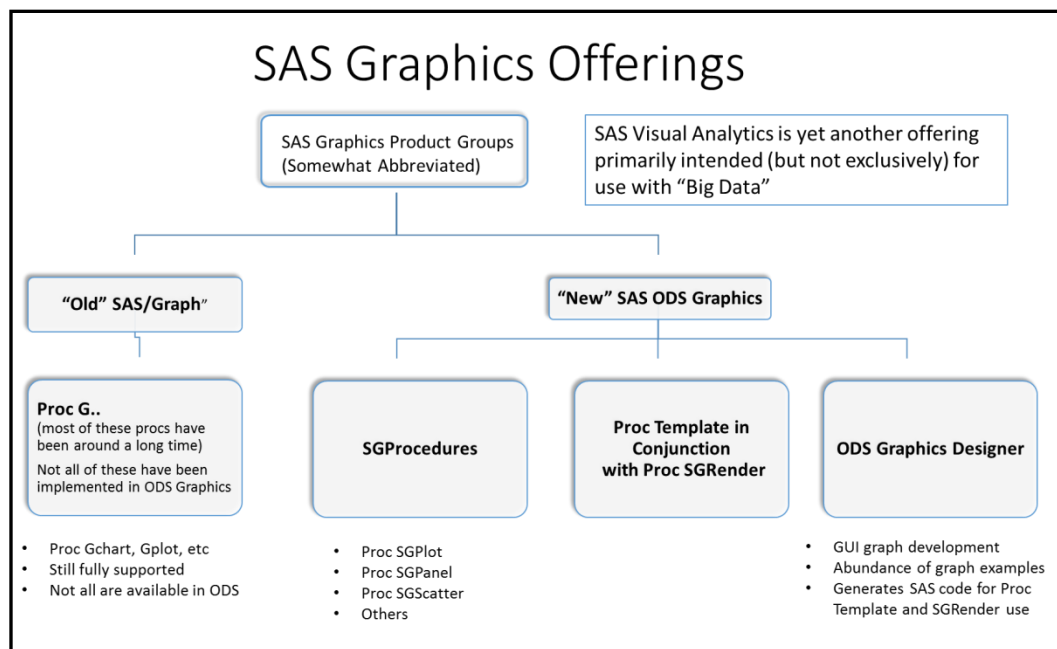 SAS Graphics Offerings
SAS Graphics Product Groups
(Somewhat Abbreviated)
SAS Visual Analytics is yet another offering
primarily intended (but not exclusively) for
use with “Big Data”
“Old” SAS/Graph”
“New” SAS ODS Graphics
Proc G..
(most of these procs have
been around a long time)
Not all of these have been
implemented in ODS Graphics
SGProcedures
Proc Template in
Conjunction
with Proc SGRender
ODS Graphics Designer
• Proc Gchart, Gplot, etc
• Still fully supported
• Not all are available in ODS
• Proc SGPlot
• Proc SGPanel
• Proc SGScatter
• Others
• GUI graph development
• Abundance of graph examples
• Generates SAS code for Proc
Template and SGRender use